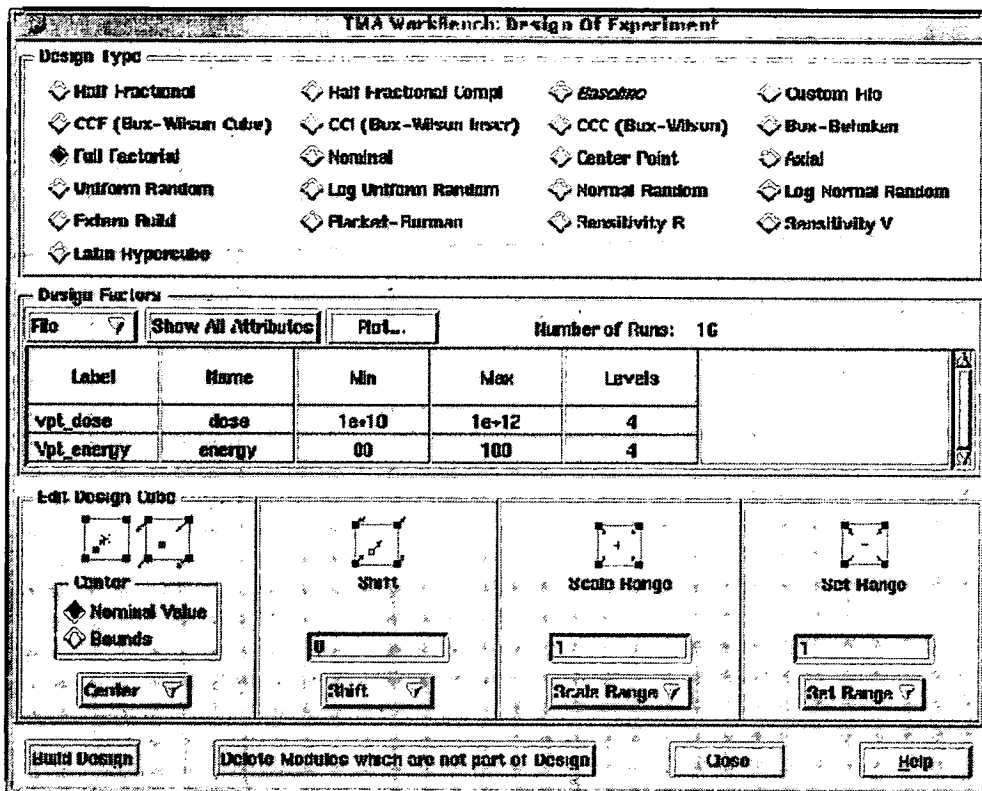 TMA WorkBench: Design Of Experiment
Design Type
Half Fractional
Half Fractional Compl
Baseline
Custom File
CCF (Box-Wilson Cube)
CCI (Box-Wilson Inscr)
CCC (Box-Wilson)
Box-Behnken
Full Factorial
Nominal
Center Point
Axial
Uniform Random
Log Uniform Random
Normal Random
Log Normal Random
Extern Build
Placket-Burman
Sensitivity R
Sensitivity V
Latin Hypercube
Design Factors
File
Show All Attributes
Plot...
Number of Runs: 16
Label Name Min Max Levels
vpt_dose dose 1e+10 1e+12 4
Vpt_energy energy 100 4
Edit Design Cube
Center
Nominal Value
Bounds
Center
Shift
0
Shift
Scale Range
1
Scale Range
Set Range
1
Set Range
Build Design
Delete Modules which are not part of Design
Close
Help